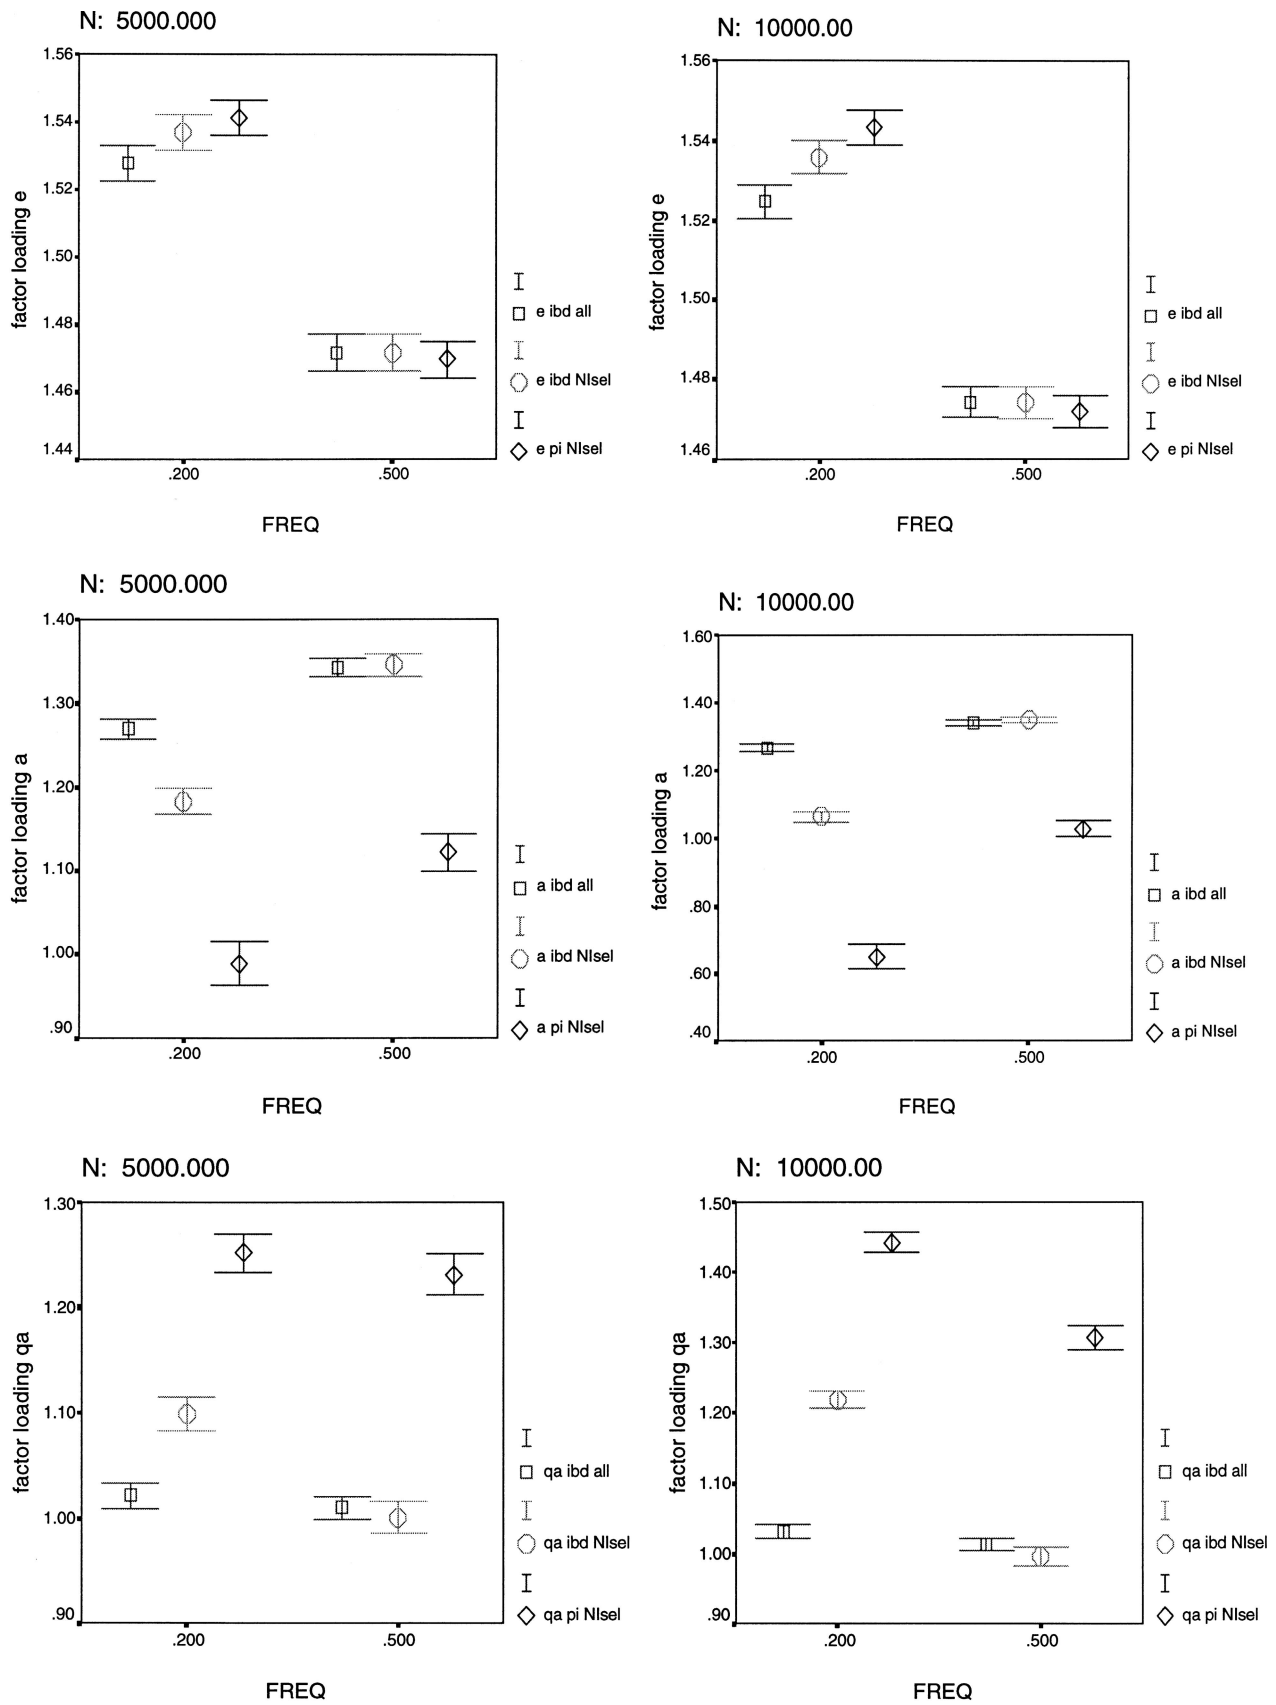 N: 5000.000
1.56
1.54
1.52
1.50
1.48
1.46
1.44
factor loading e
.200
.500
FREQ
e ibd all
e ibd NIsel
e pi NIsel
N: 10000.00
1.56
1.54
1.52
1.50
1.48
1.46
factor loading e
.200
.500
FREQ
e ibd all
e ibd NIsel
e pi NIsel
N: 5000.000
1.40
1.30
1.20
1.10
1.00
.90
factor loading a
.200
.500
FREQ
a ibd all
a ibd NIsel
a pi NIsel
N: 10000.00
1.60
1.40
1.20
1.00
.80
.60
.40
factor loading a
.200
.500
FREQ
a ibd all
a ibd NIsel
a pi NIsel
N: 5000.000
1.30
1.20
1.10
1.00
.90
factor loading qa
.200
.500
FREQ
qa ibd all
qa ibd NIsel
qa pi NIsel
N: 10000.00
1.50
1.40
1.30
1.20
1.10
1.00
.90
factor loading qa
.200
.500
FREQ
qa ibd all
qa ibd NIsel
qa pi NIsel